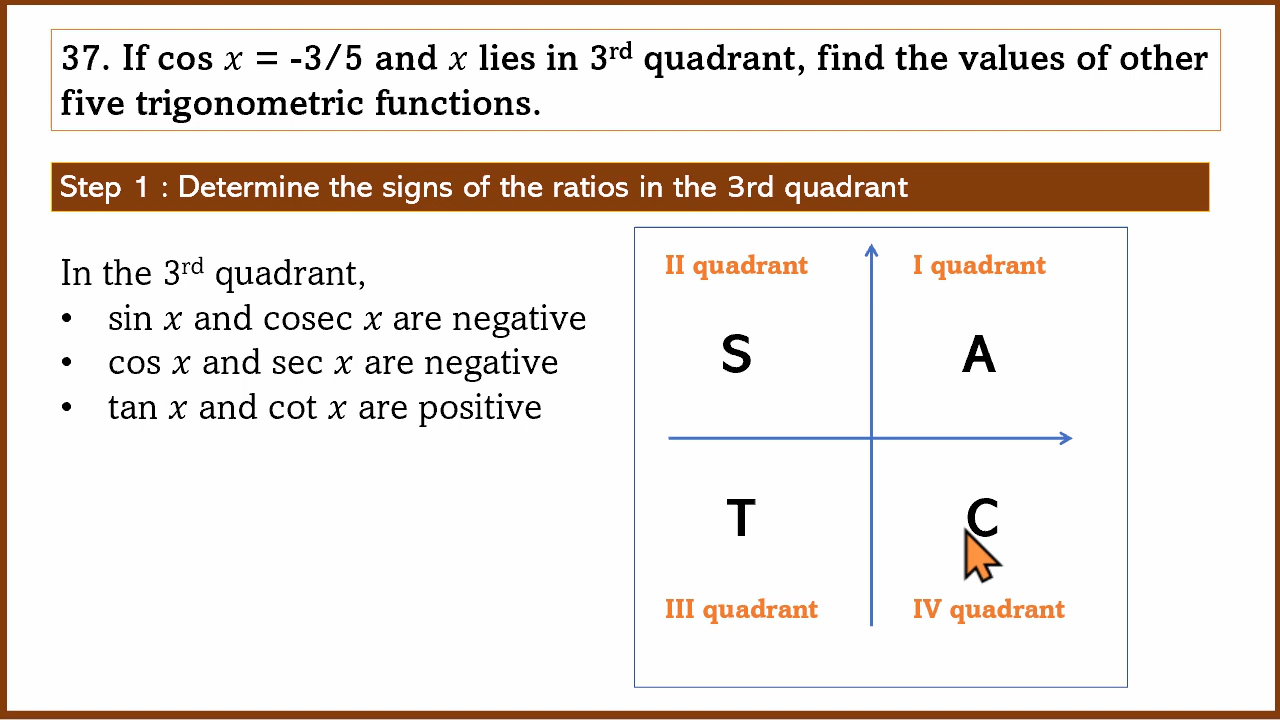 37. If cos x = -3/5 and x lies in 3rd quadrant, find the values of other
five trigonometric functions.
Step 1 : Determine the signs of the ratios in the 3rd quadrant
In the 3rd quadrant,
• sin x and cosec x are negative
• cos x and sec x are negative
• tan x and cot x are positive
II quadrant
I quadrant
S
A
T
C
III quadrant
IV quadrant